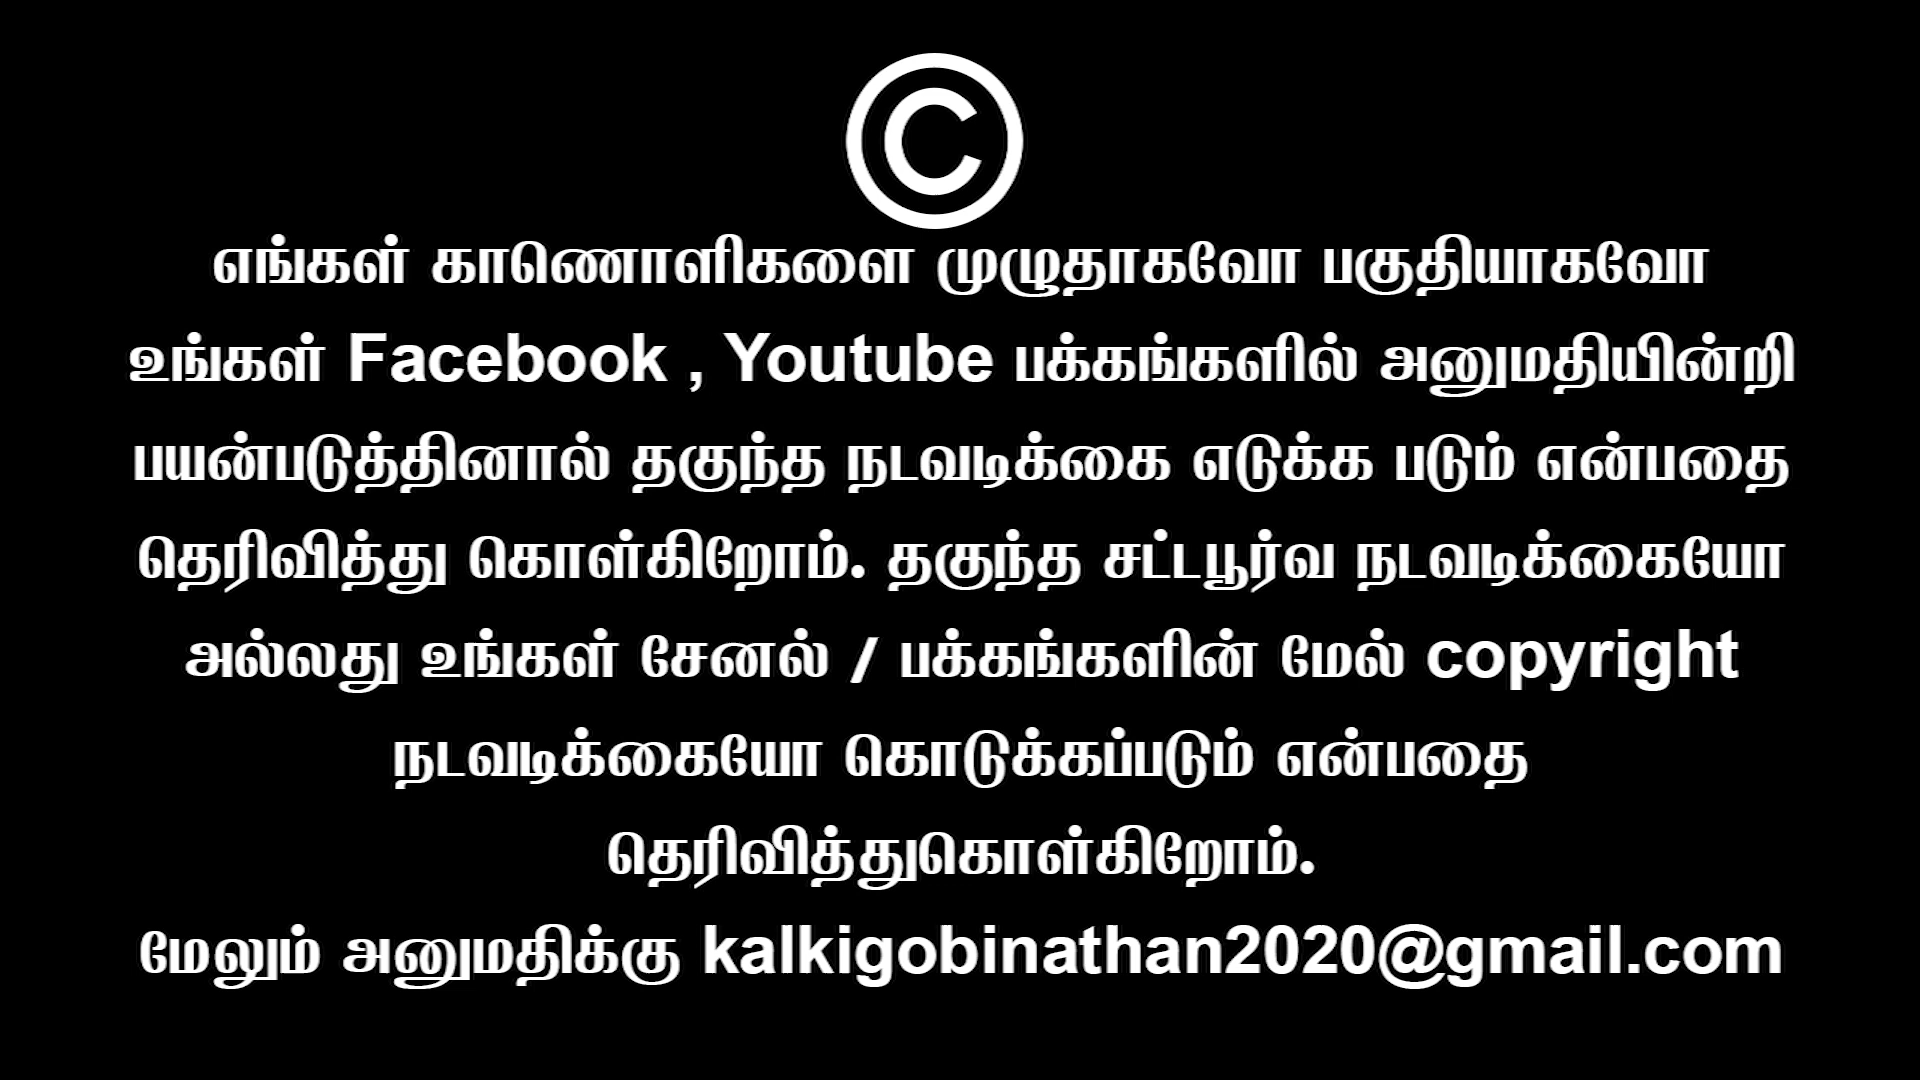 ©
எங்கள் காணொளிகளை முழுதாகவோ பகுதியாகவோ
உங்கள் Facebook , Youtube பக்கங்களில் அனுமதியின்றி
பயன்படுத்தினால் தகுந்த நடவடிக்கை எடுக்க படும் என்பதை
தெரிவித்து கொள்கிறோம். தகுந்த சட்டபூர்வ நடவடிக்கையோ
அல்லது உங்கள் சேனல் / பக்கங்களின் மேல் copyright
நடவடிக்கையோ கொடுக்கப்படும் என்பதை
தெரிவித்துகொள்கிறோம்.
மேலும் அனுமதிக்கு kalkigobinathan2020@gmail.com